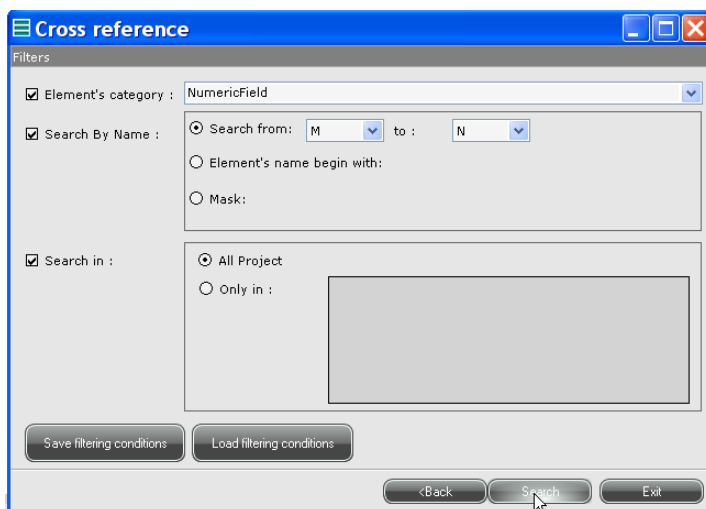 Cross reference
Filters
Element's category : NumericField
Search By Name : Search from: M to : N
Element's name begin with:
Mask:
Search in : All Project
Only in :
Save filtering conditions Load filtering conditions
<Back Search Exit